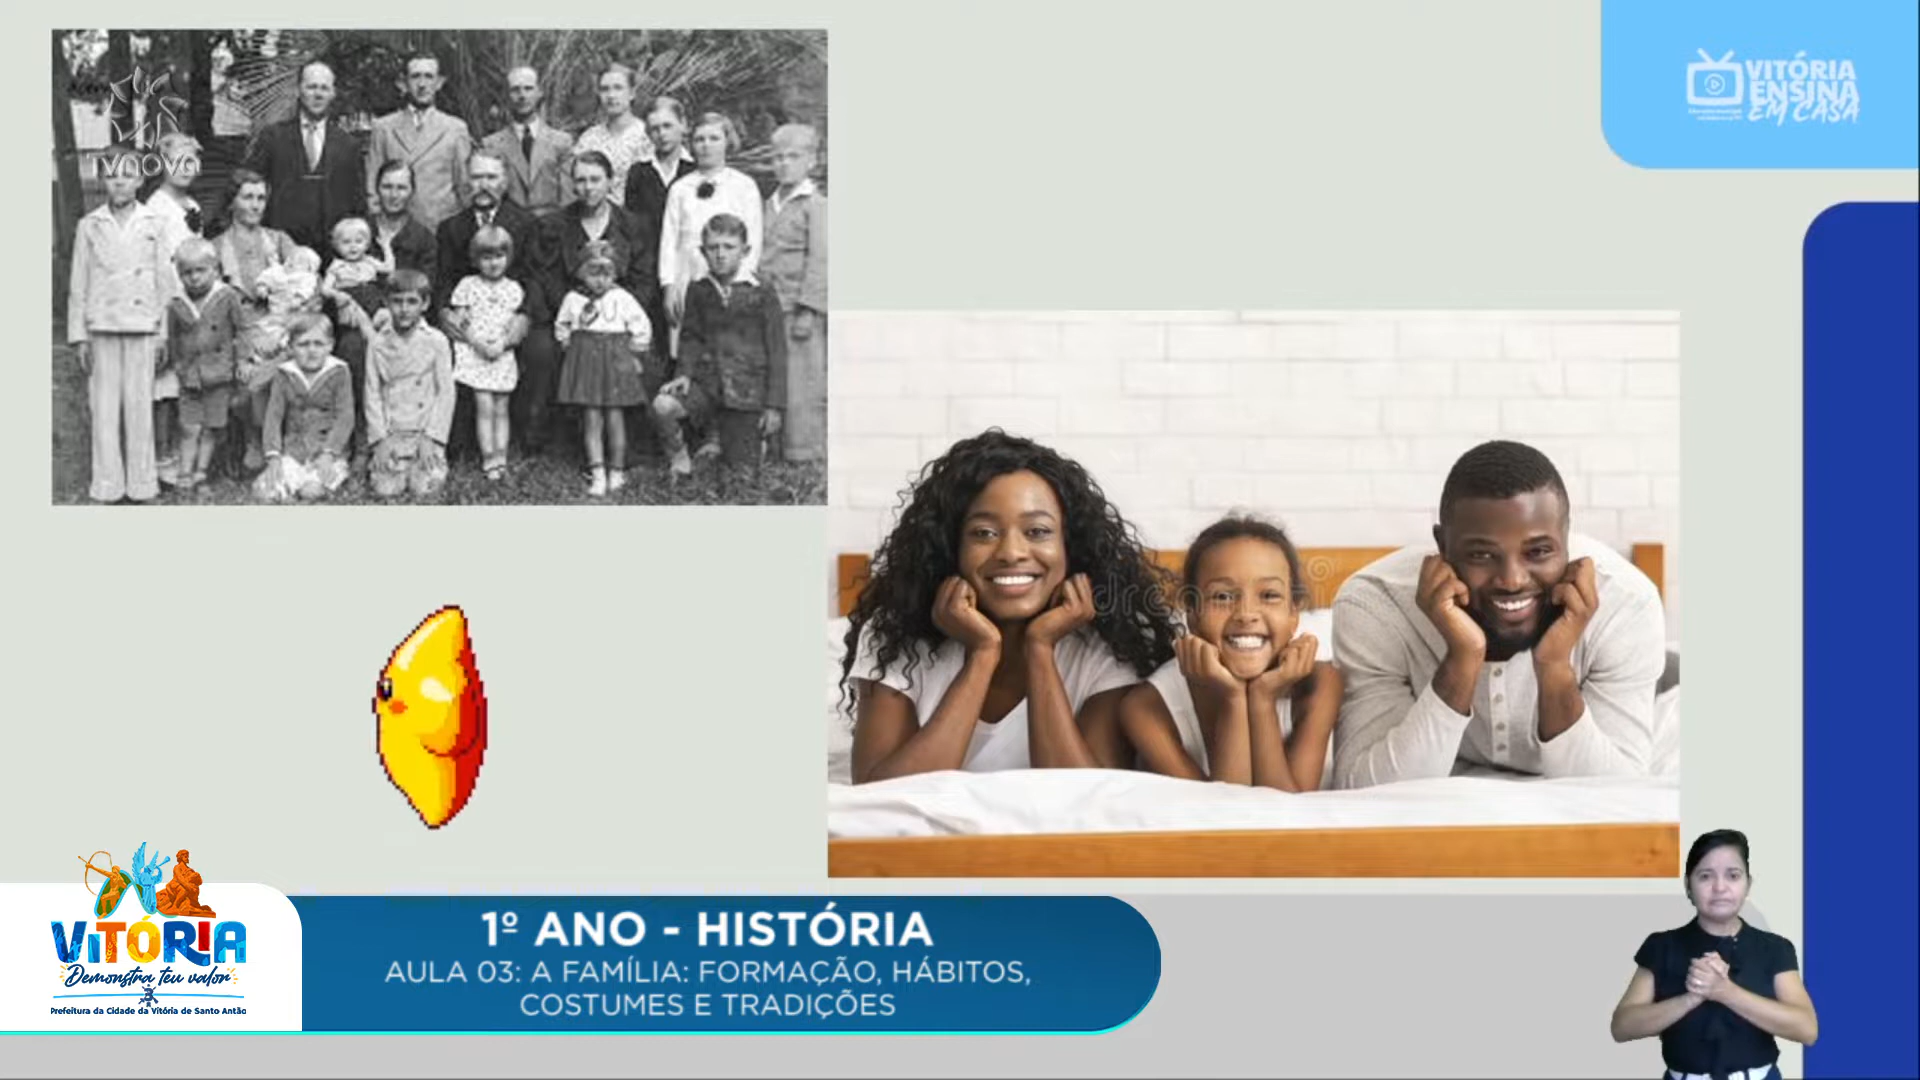 TVNOVA
VITÓRIA
ENSINA
EM CASA
dreamstime
VITÓRIA
Demonstra teu valor
Prefeitura da Cidade da Vitória de Santo Antão
1º ANO - HISTÓRIA
AULA 03: A FAMÍLIA: FORMAÇÃO, HÁBITOS,
COSTUMES E TRADIÇÕES